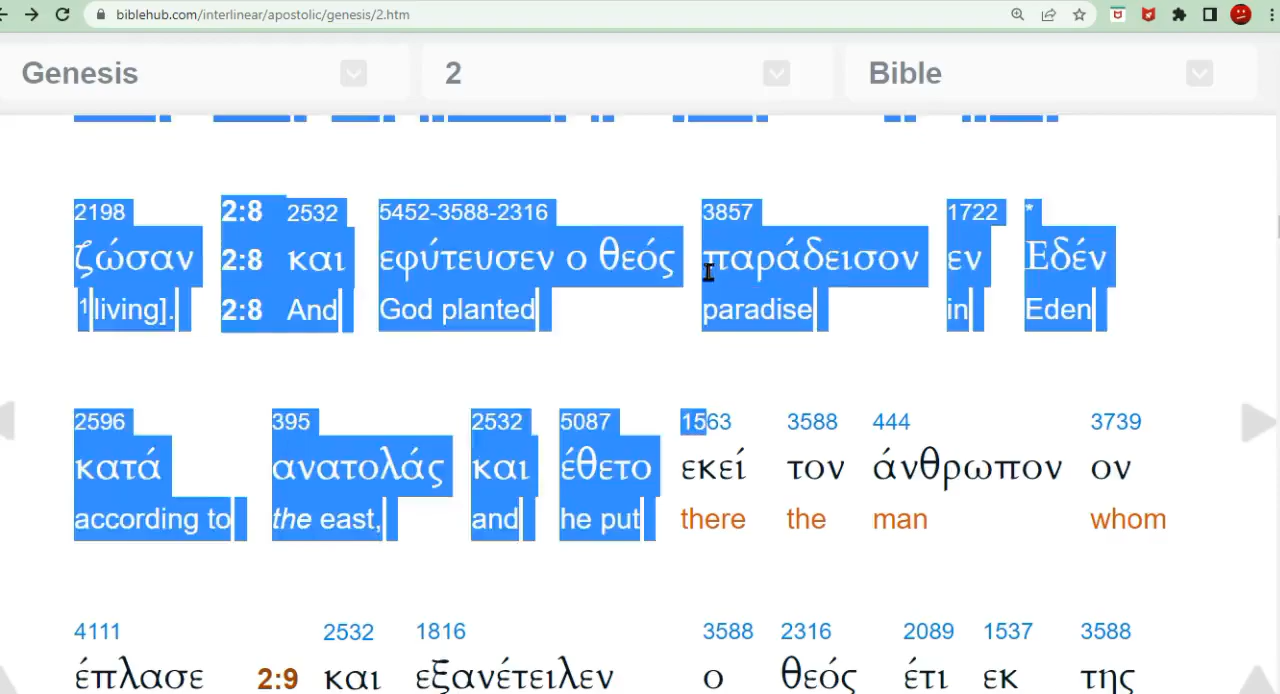 biblehub.com/interlinear/apostolic/genesis/2.htm
Genesis 2 Bible
2198 2:8 2532 5452-3588-2316 3857 1722 *
ζώσαν 2:8 και εφύτευσεν ο θεός παράδεισον εν Εδέν
¹[living]. 2:8 And God planted paradise in Eden
2596 395 2532 5087 1563 3588 444 3739
κατά ανατολάς και έθετο εκεί τον άνθρωπον ον
according to the east, and he put there the man whom
4111 2532 1816 3588 2316 2089 1537 3588
έπλασε 2:9 και εξανέτειλεν ο θεός έτι εκ της